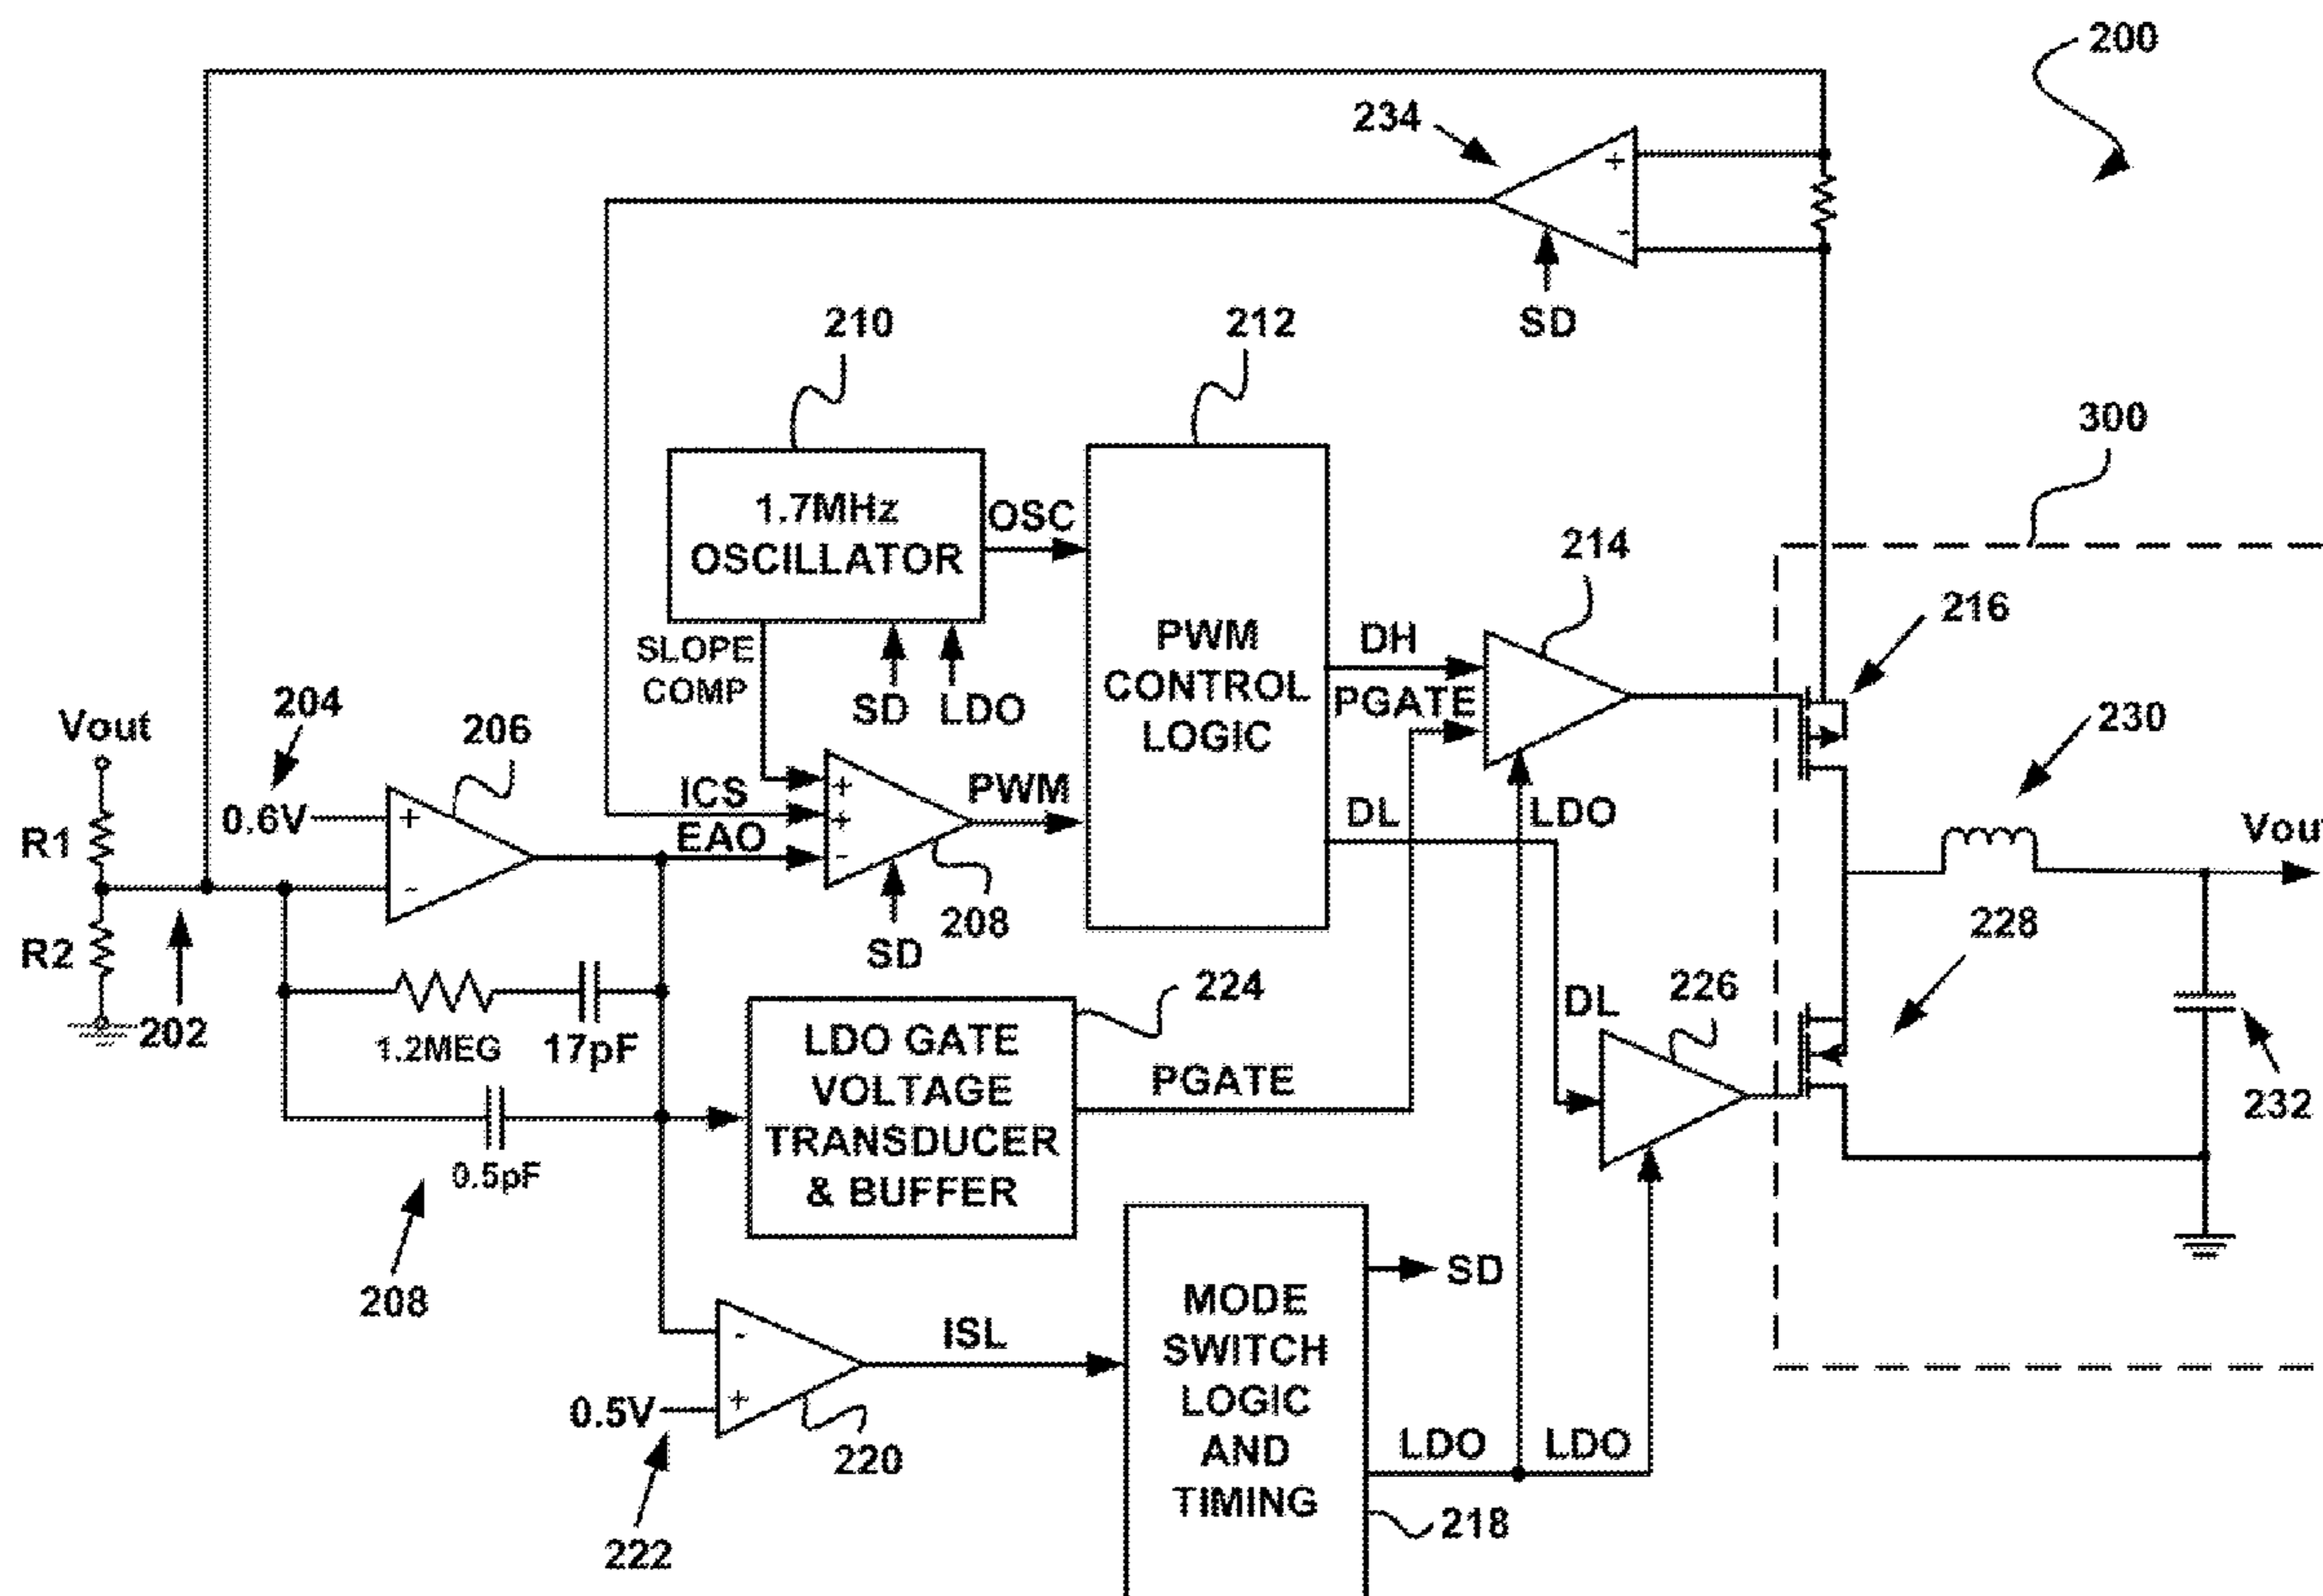 200
234
+
-
SD
210
212
300
1.7MHz
OSCILLATOR
OSC
214
216
SLOPE
COMP
SD
LDO
PWM
CONTROL
LOGIC
DH
PGATE
204
Vout
206
230
0.6V
+
ICS
+
+
PWM
DL
LDO
Vout
R1
EAO
-
-
R2
208
228
SD
202
1.2MEG
17pF
224
DL
226
LDO GATE
VOLTAGE
TRANSDUCER
& BUFFER
PGATE
232
0.5pF
208
SD
ISL
MODE
SWITCH
LOGIC
AND
TIMING
-
+
0.5V
220
LDO
LDO
222
218